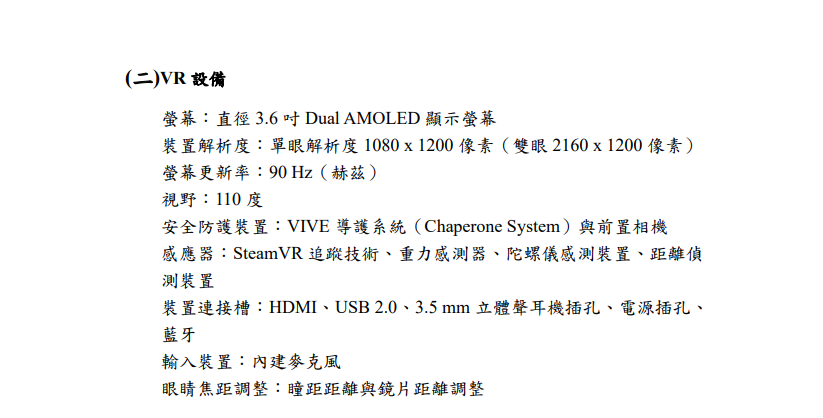 (二)VR 設備
螢幕：直徑 3.6 吋 Dual AMOLED 顯示螢幕
裝置解析度：單眼解析度 1080 x 1200 像素（雙眼 2160 x 1200 像素）
螢幕更新率：90 Hz（赫茲）
視野：110 度
安全防護裝置：VIVE 導護系統（Chaperone System）與前置相機
感應器：SteamVR 追蹤技術、重力感測器、陀螺儀感測裝置、距離偵
測裝置
裝置連接槽：HDMI、USB 2.0、3.5 mm 立體聲耳機插孔、電源插孔、
藍牙
輸入裝置：內建麥克風
眼睛焦距調整：瞳距距離與鏡片距離調整